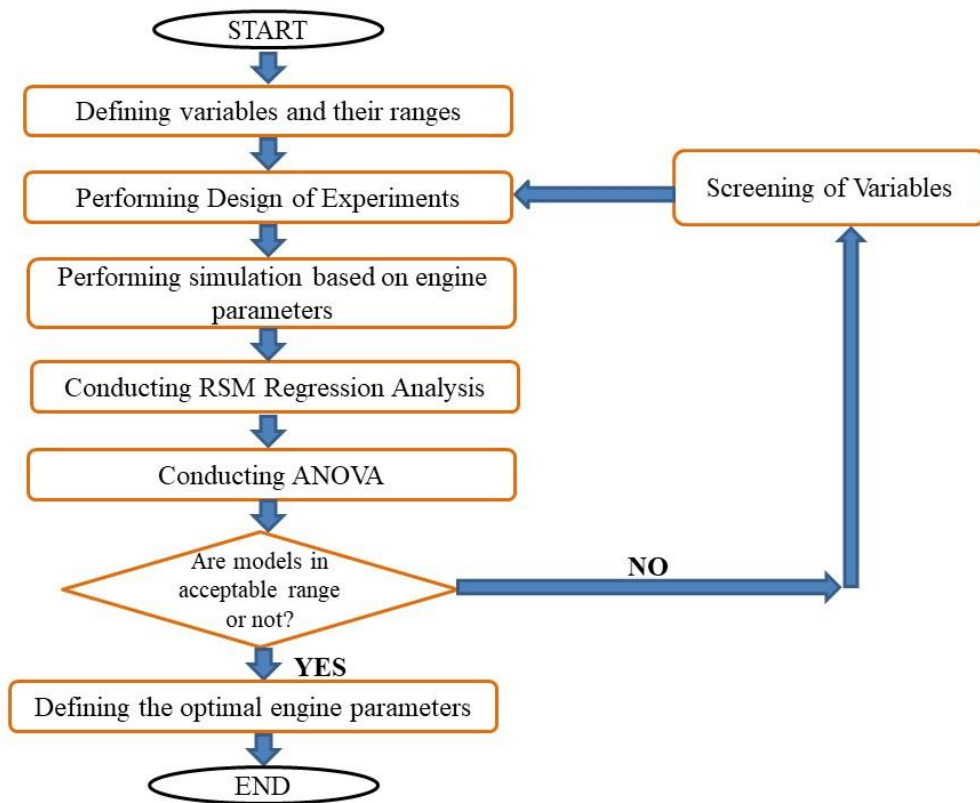 START
Defining variables and their ranges
Performing Design of Experiments
Screening of Variables
Performing simulation based on engine
parameters
Conducting RSM Regression Analysis
Conducting ANOVA
Are models in
acceptable range
or not?
NO
YES
Defining the optimal engine parameters
END